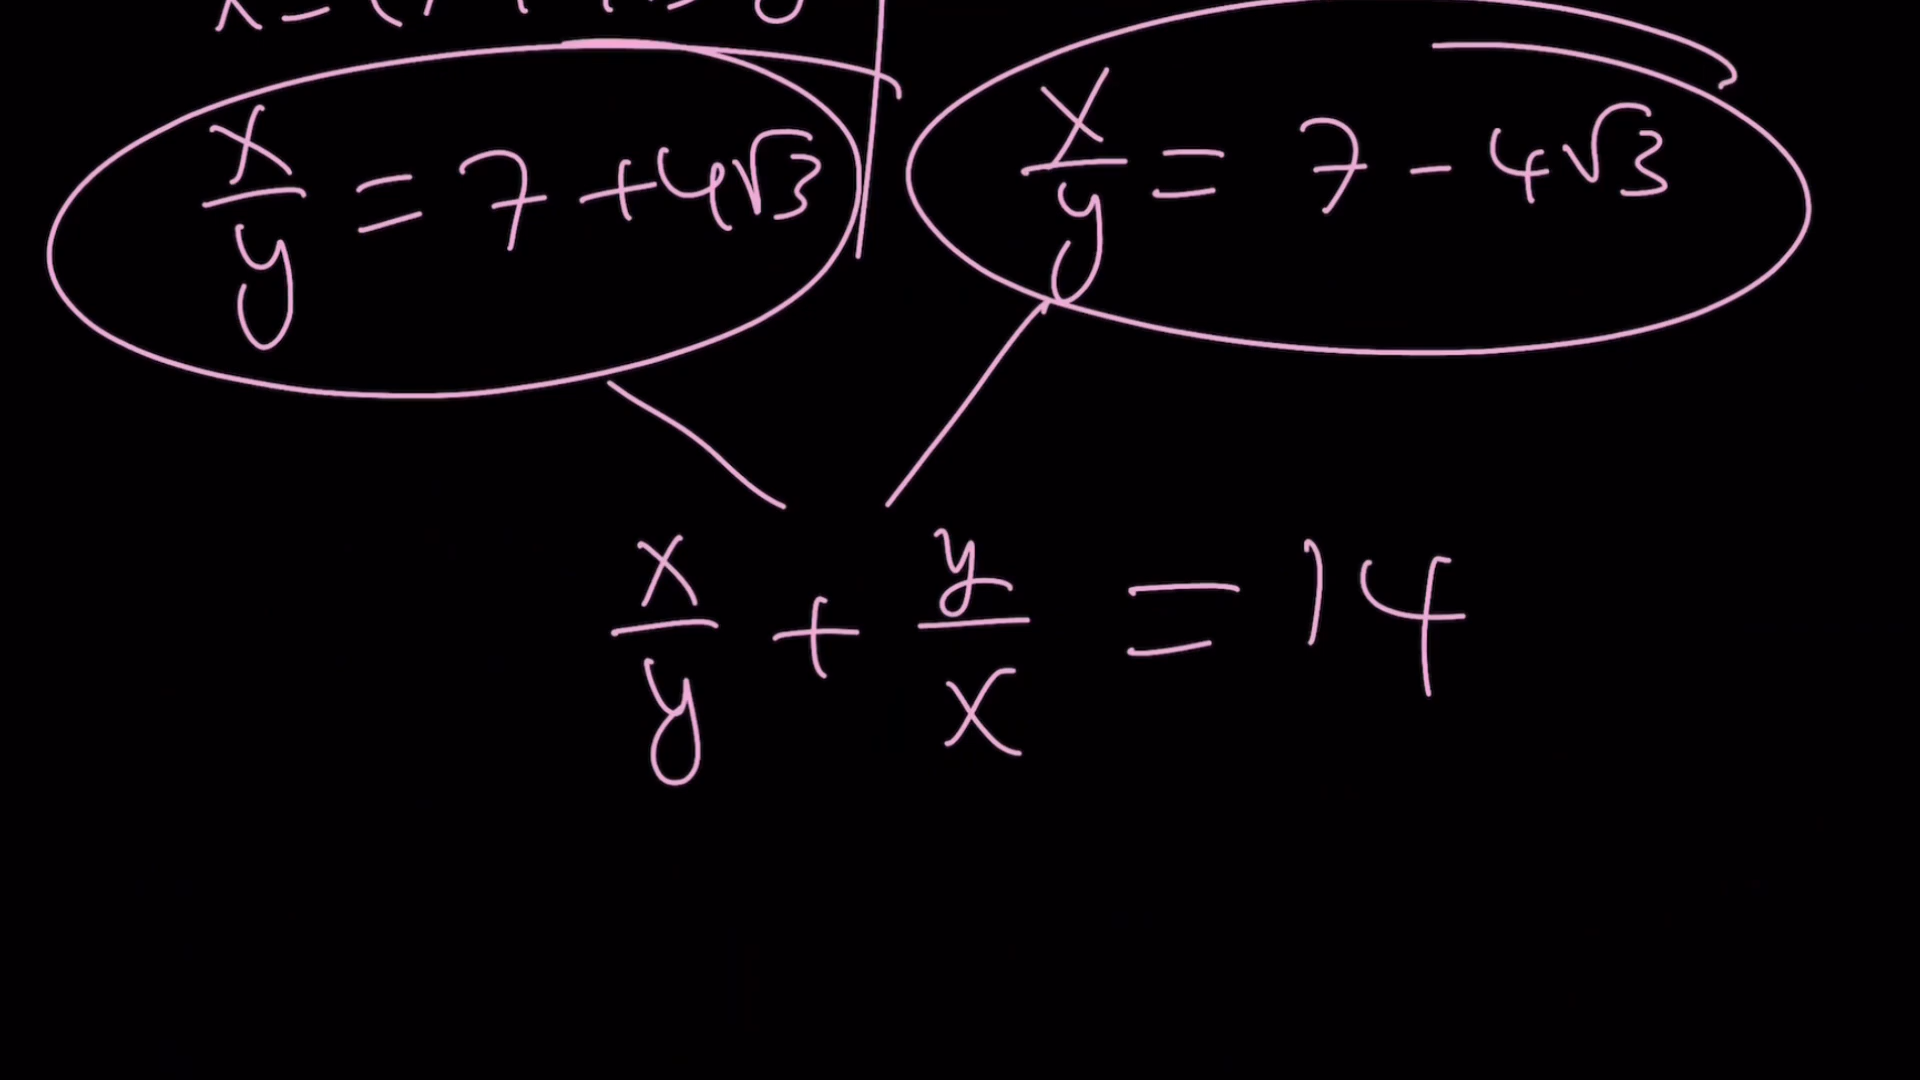 x/y = 7 + 4√3
x/y = 7 - 4√3
x/y + y/x = 14